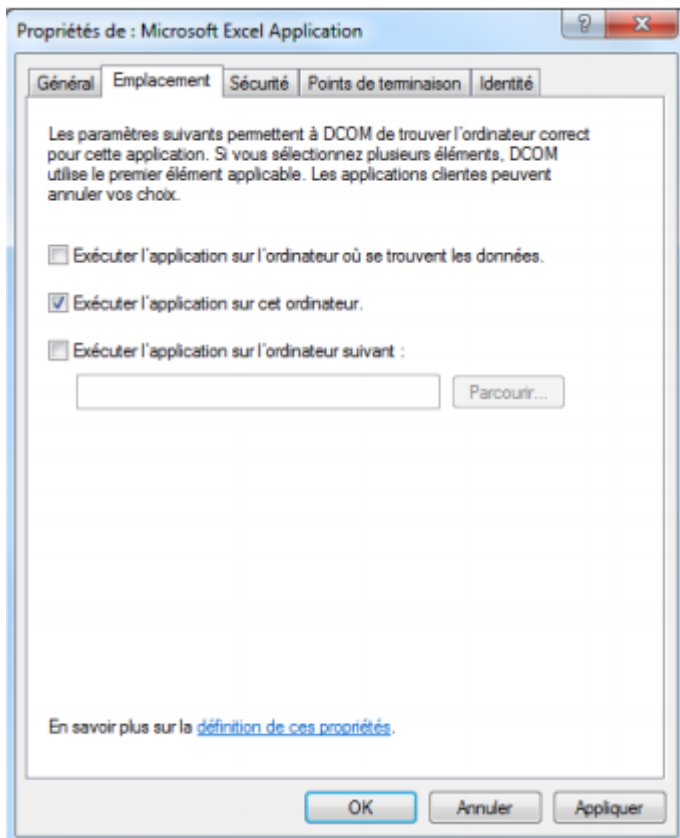 Propriétés de : Microsoft Excel Application
Général Emplacement Sécurité Points de terminaison Identité
Les paramètres suivants permettent à DCOM de trouver l'ordinateur correct
pour cette application. Si vous sélectionnez plusieurs éléments, DCOM
utilise le premier élément applicable. Les applications clientes peuvent
annuler vos choix.
Exécuter l'application sur l'ordinateur où se trouvent les données.
Exécuter l'application sur cet ordinateur.
Exécuter l'application sur l'ordinateur suivant :
Parcourir...
En savoir plus sur la définition de ces propriétés.
OK Annuler Appliquer